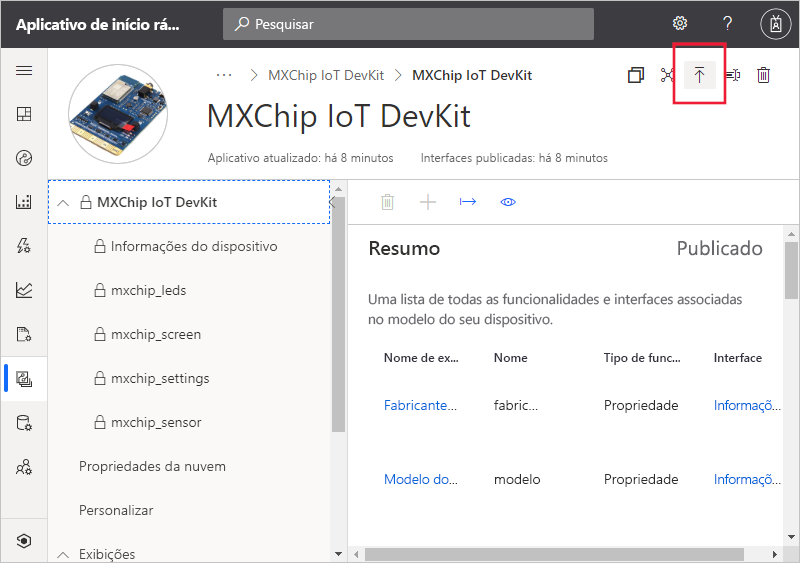 Aplicativo de início rá...
Pesquisar
?
... > MXChip IoT DevKit > MXChip IoT DevKit
MXChip IoT DevKit
Aplicativo atualizado: há 8 minutos Interfaces publicadas: há 8 minutos
MXChip IoT DevKit
Informações do dispositivo
mxchip_leds
mxchip_screen
mxchip_settings
mxchip_sensor
Propriedades da nuvem
Personalizar
Exibições
Resumo
Publicado
Uma lista de todas as funcionalidades e interfaces associadas
no modelo do seu dispositivo.
Nome de ex... Nome Tipo de func... Interface
Fabricante... fabric... Propriedade Informaçõ...
Modelo do... modelo Propriedade Informaçõ...